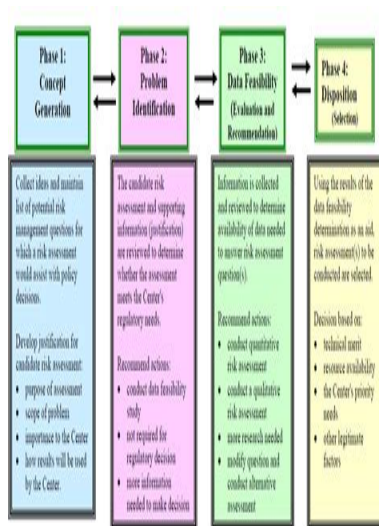 Phase 1:
Concept
Generation
Phase 2:
Problem
Identification
Phase 3:
Data Feasibility
(Evaluation and
Recommendation)
Phase 4:
Disposition
(Selection)
Collect ideas and maintain
list of potential risk
management questions for
which a risk assessment
would assist with policy
decisions.
Develop justification for
candidate risk assessment:
• purpose of assessment
• scope of problem
• importance to the Center
• how results will be used
by the Center.
The candidate risk
assessment and supporting
information (justification)
are reviewed to determine
whether the assessment
meets the Center's
regulatory needs.
Recommend actions:
• conduct data feasibility
study
• not required for
regulatory decision
• more information
needed to make decision
Information is collected
and reviewed to determine
availability of data needed
to answer risk assessment
question(s).
Recommend actions:
• conduct quantitative
risk assessment
• conduct a qualitative
risk assessment
• more research needed
• modify question and
conduct alternative
assessment
Using the results of the
data feasibility
determination as an aid,
risk assessment(s) to be
conducted are selected.
Decision based on:
• technical merit
• resource availability
• the Center's priority
needs
• other legitimate
factors